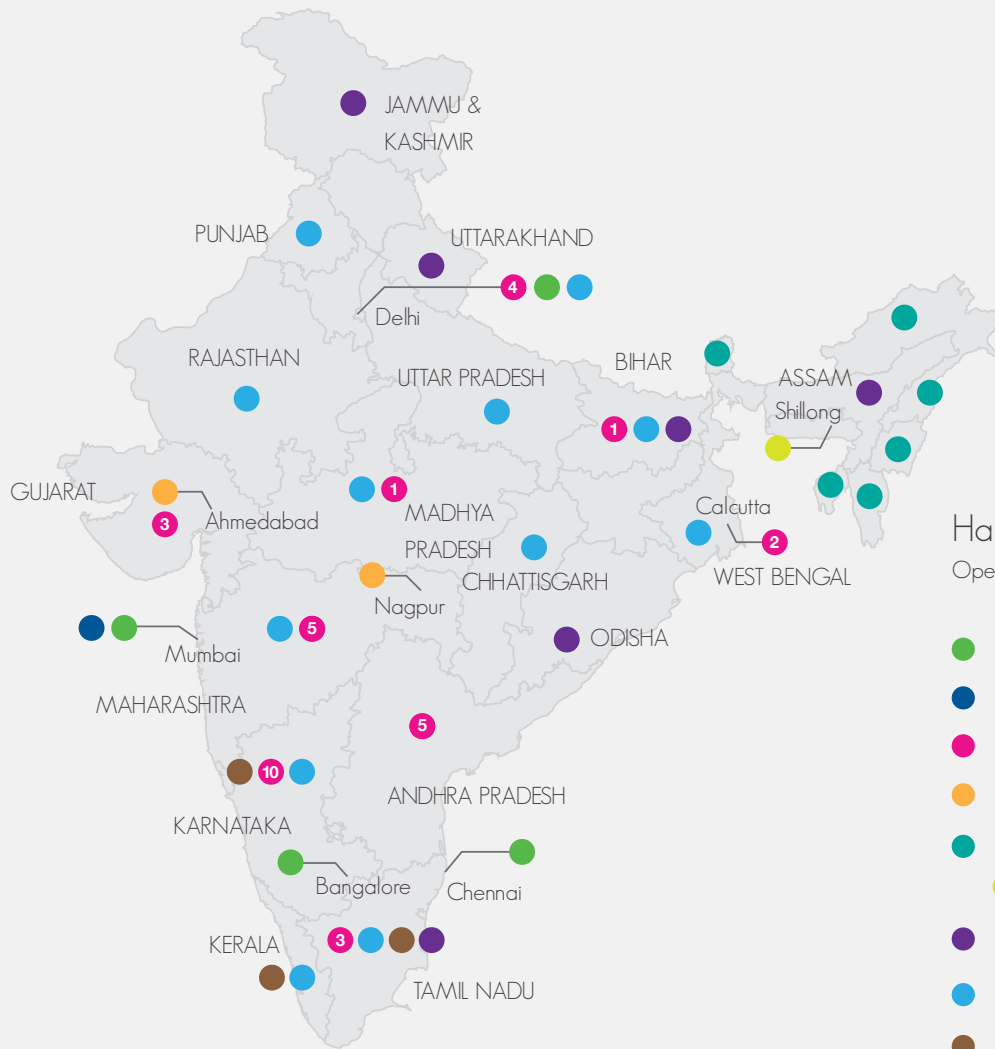 JAMMU &
KASHMIR
PUNJAB
UTTARAKHAND
4
Delhi
RAJASTHAN
UTTAR PRADESH
BIHAR
ASSAM
Shillong
1
GUJARAT
Ahmedabad
3
1
MADHYA
PRADESH
Calcutta
2
WEST BENGAL
CHHATTISGARH
Nagpur
Ha
Ope
5
Mumbai
ODISHA
MAHARASHTRA
5
10
ANDHRA PRADESH
KARNATAKA
Bangalore
Chennai
KERALA
3
TAMIL NADU